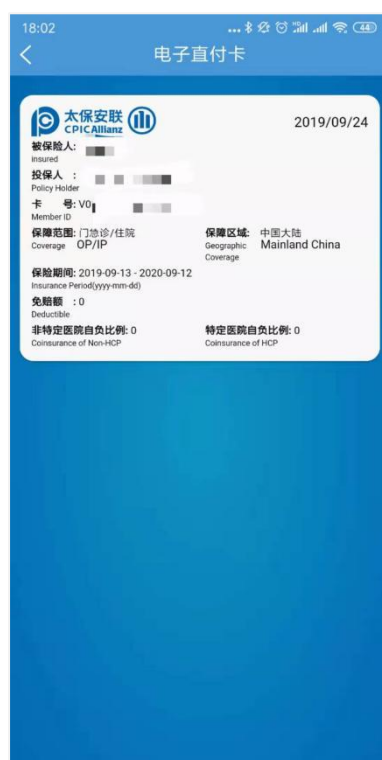 18:02
44
电子直付卡
太保安联
CPICAllianz
2019/09/24
被保险人:
insured
投保人 :
Policy Holder
卡 号: V0
Member ID
保障范围: 门急诊/住院
Coverage OP/IP
保障区域: 中国大陆
Geographic Coverage Mainland China
保险期间: 2019-09-13 - 2020-09-12
Insurance Period(yyyy-mm-dd)
免赔额 : 0
Deductible
非特定医院自负比例: 0
Coinsurance of Non-HCP
特定医院自负比例: 0
Coinsurance of HCP